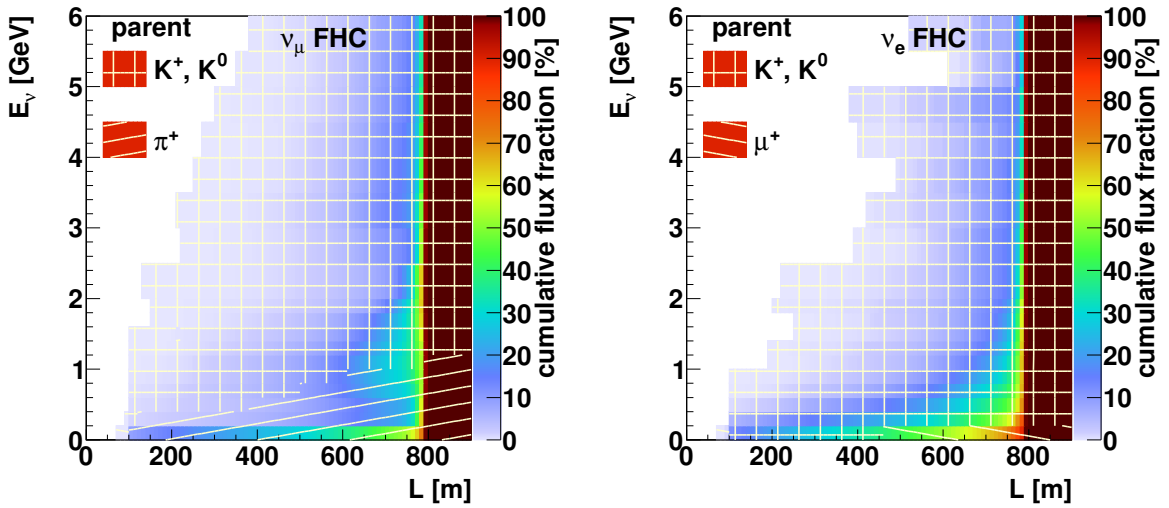 parent
K⁺, K⁰
π⁺
ν_μ FHC
E_ν [GeV]
6
5
4
3
2
1
0
0 200 400 600 800
L [m]
100
90
80
70
60
50
40
30
20
10
0
cumulative flux fraction [%]
parent
K⁺, K⁰
μ⁺
ν_e FHC
E_ν [GeV]
6
5
4
3
2
1
0
0 200 400 600 800
L [m]
100
90
80
70
60
50
40
30
20
10
0
cumulative flux fraction [%]